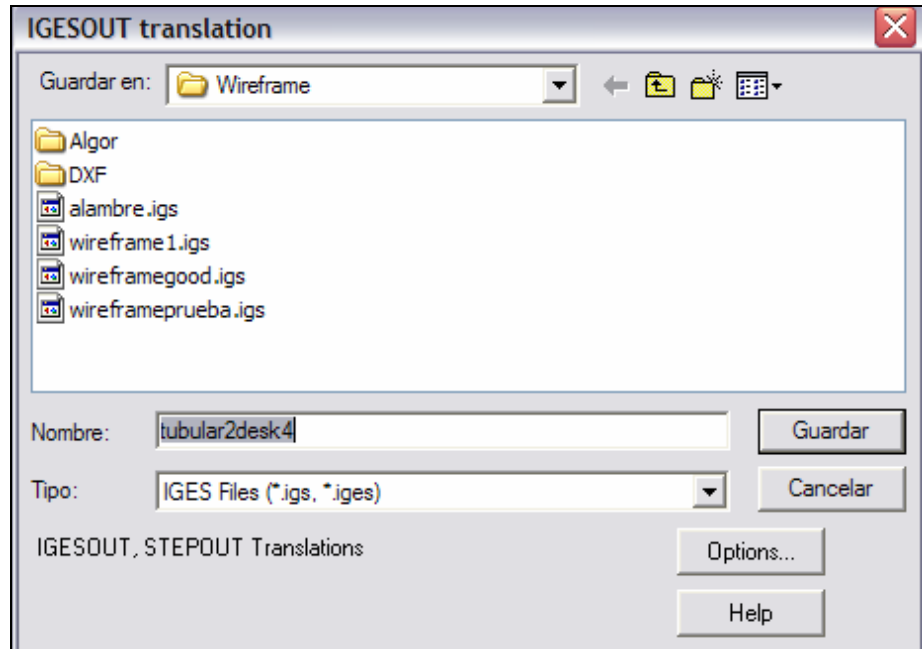 IGESOUT translation
Guardar en: Wireframe
Algor
DXF
alambre.igs
wireframe1.igs
wireframegood.igs
wireframeprueba.igs
Nombre: tubular2desk4
Guardar
Tipo: IGES Files (*.igs, *.iges)
Cancelar
IGESOUT, STEPOUT Translations
Options...
Help